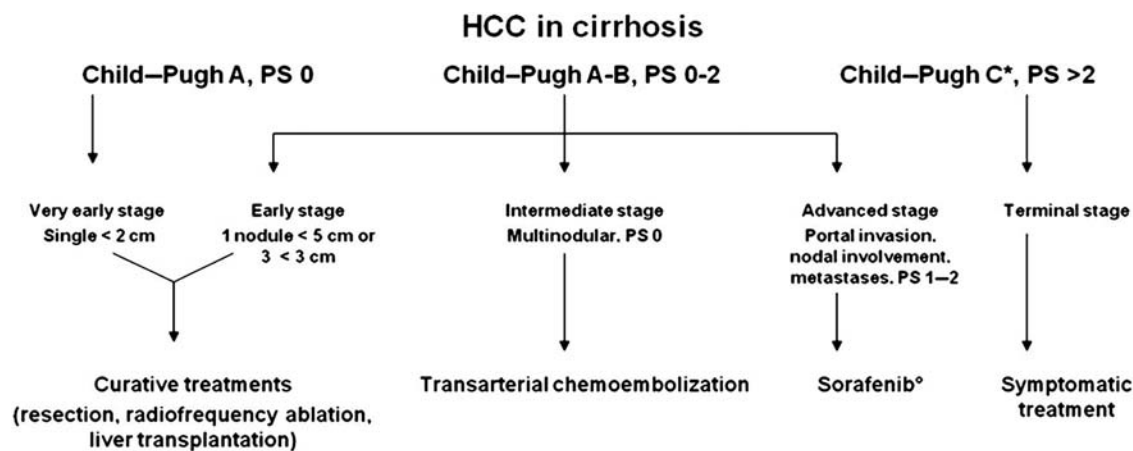 HCC in cirrhosis
Child–Pugh A, PS 0
Child–Pugh A-B, PS 0-2
Child–Pugh C*, PS >2
Very early stage
Single < 2 cm
Early stage
1 nodule < 5 cm or
3 < 3 cm
Intermediate stage
Multinodular. PS 0
Advanced stage
Portal invasion.
nodal involvement.
metastases. PS 1–2
Terminal stage
Curative treatments
(resection, radiofrequency ablation,
liver transplantation)
Transarterial chemoembolization
Sorafenib°
Symptomatic
treatment